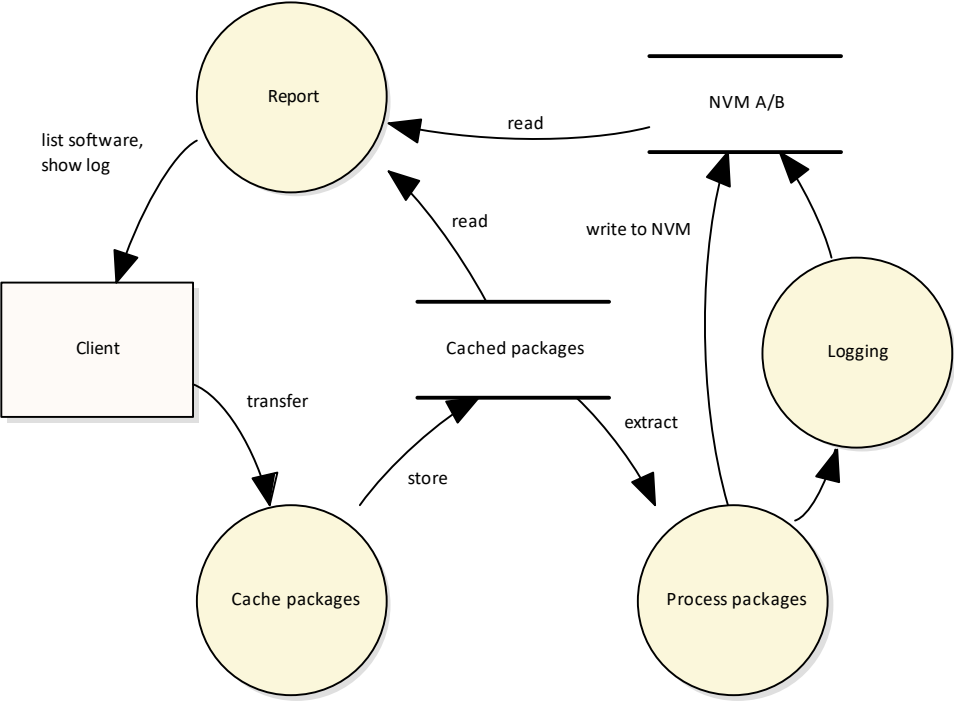 Report
NVM A/B
read
list software,
show log
read
write to NVM
Client
Cached packages
Logging
transfer
extract
store
Cache packages
Process packages